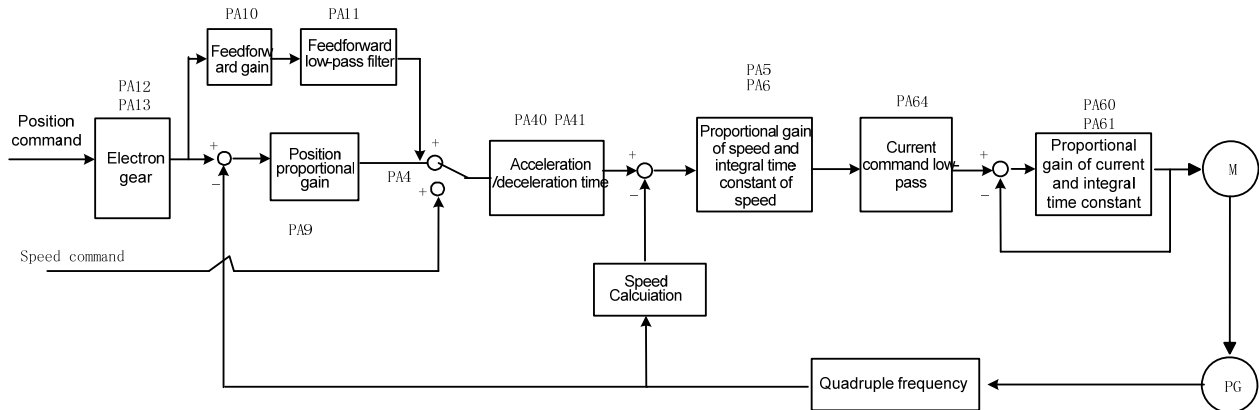 PA10
PA11
Feedforw
ard gain
Feedforward
low-pass filter
PA12
PA13
Position
command
Electron
gear
+
−
Position
proportional
gain
PA9
PA4
+
+
Speed command
PA40 PA41
Acceleration
/deceleration time
+
−
Speed
Calcuiation
PA5
PA6
Proportional gain
of speed and
integral time
constant of
speed
PA64
Current
command low-
pass
+
−
PA60
PA61
Proportional
gain of current
and integral
time constant
M
Quadruple frequency
PG